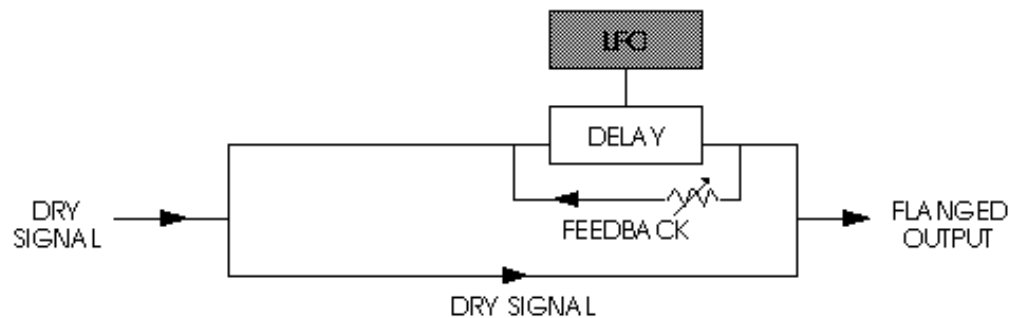 LFO
DELAY
DRY
SIGNAL
FEEDBACK
FLANGED
OUTPUT
DRY SIGNAL